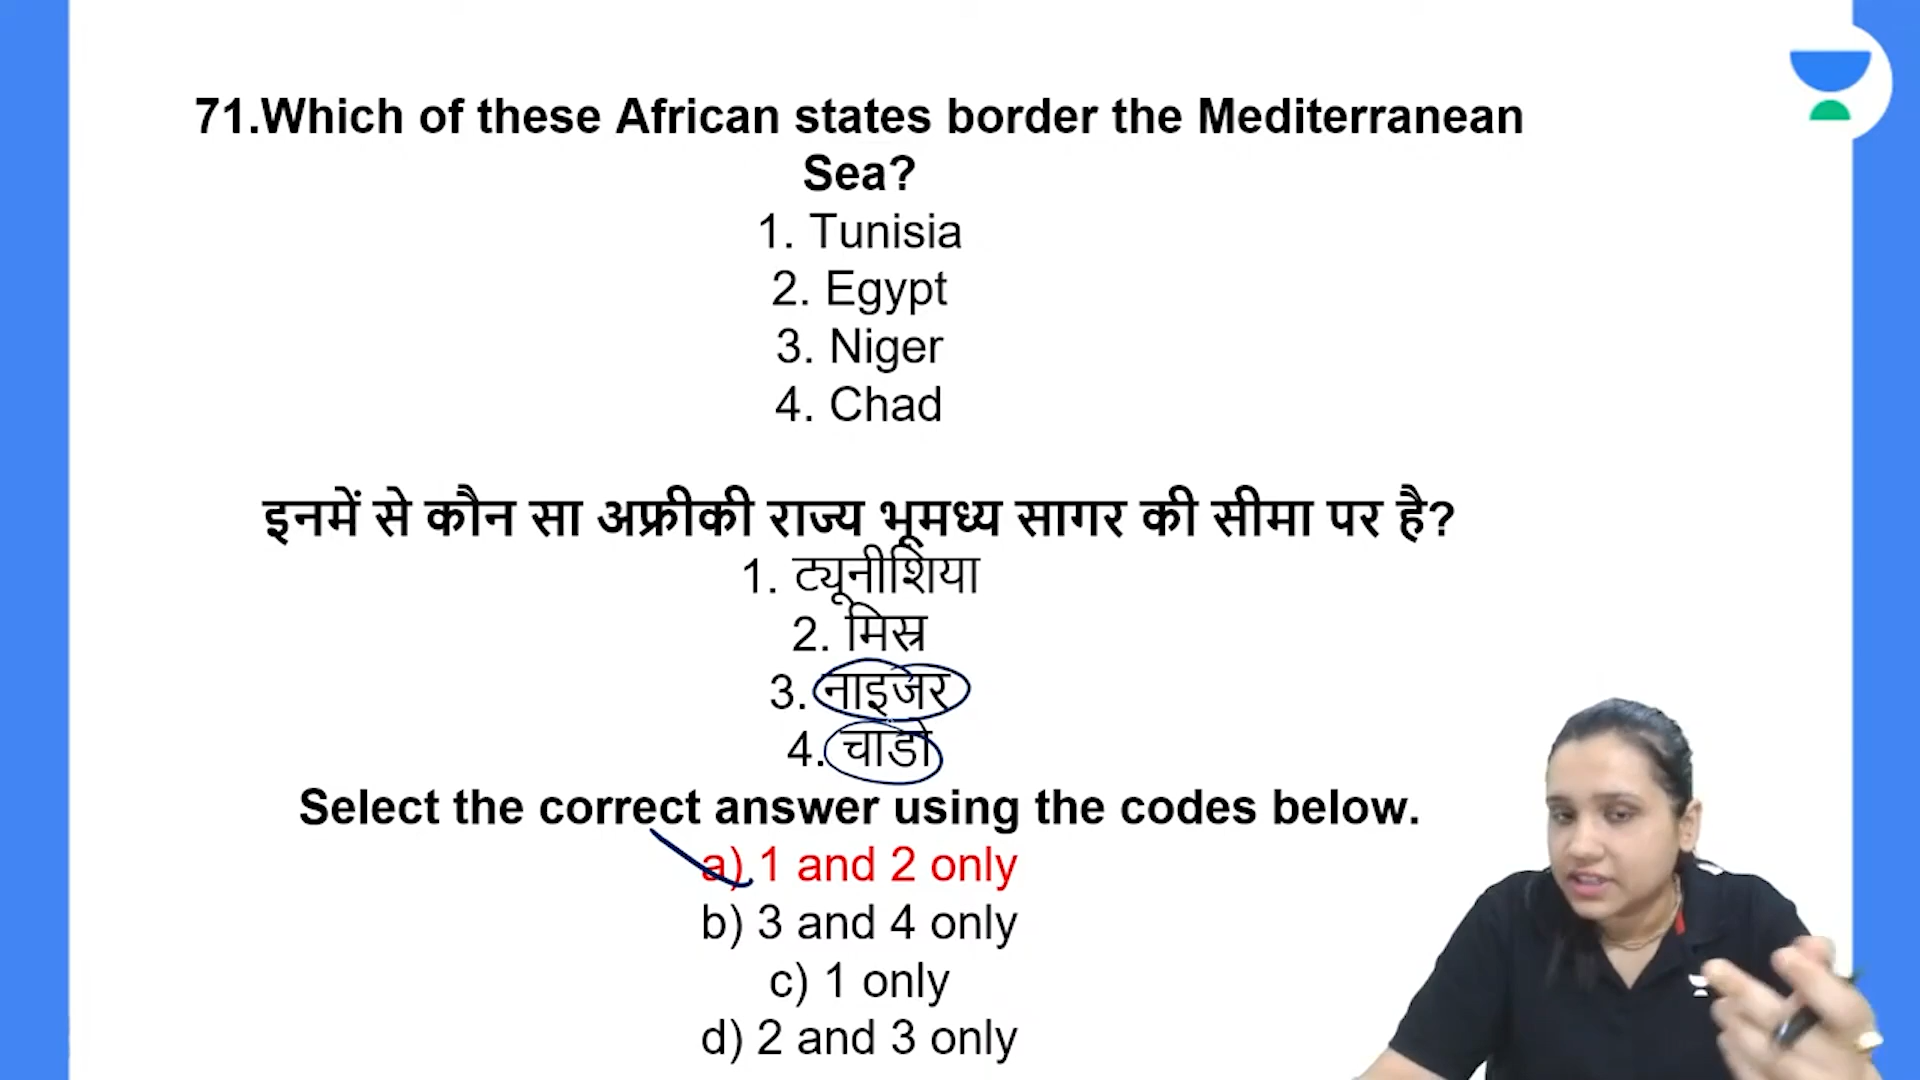 71.Which of these African states border the Mediterranean
Sea?
1. Tunisia
2. Egypt
3. Niger
4. Chad
इनमें से कौन सा अफ्रीकी राज्य भूमध्य सागर की सीमा पर है?
1. ट्यूनीशिया
2. मिस्र
3. नाइजर
4. चाडो
Select the correct answer using the codes below.
a) 1 and 2 only
b) 3 and 4 only
c) 1 only
d) 2 and 3 only